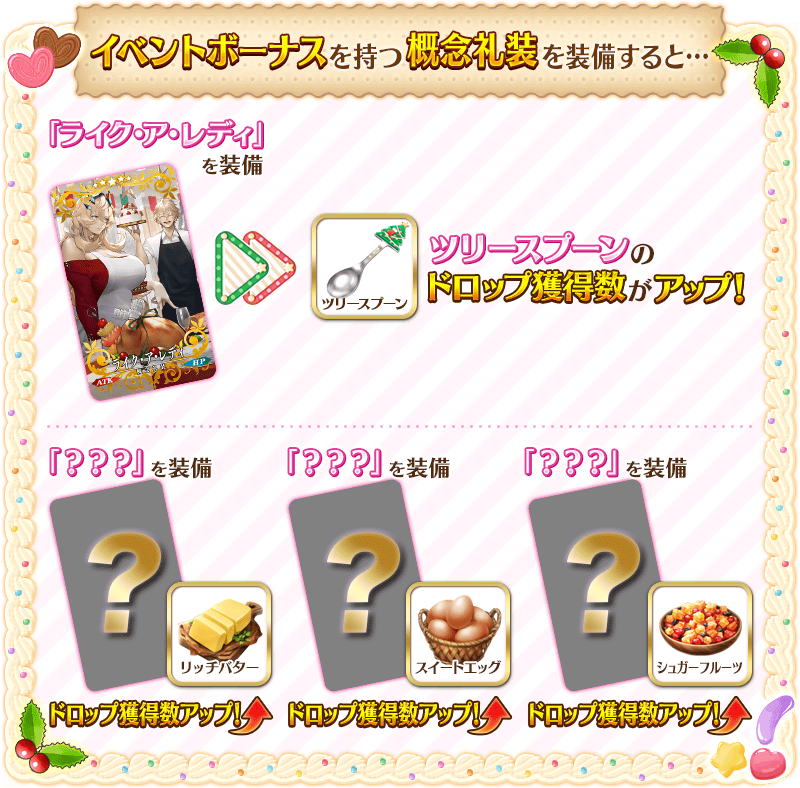 イベントボーナスを持つ概念礼装を装備すると…
「ライク・ア・レディ」
を装備
ライク・ア・レディ
概念礼装
ATK
HP
ツリースプーン
ツリースプーンの
ドロップ獲得数がアップ!
「???」を装備
「???」を装備
「???」を装備
?
?
?
リッチバター
スイートエッグ
シュガーフルーツ
ドロップ獲得数アップ!
ドロップ獲得数アップ!
ドロップ獲得数アップ!